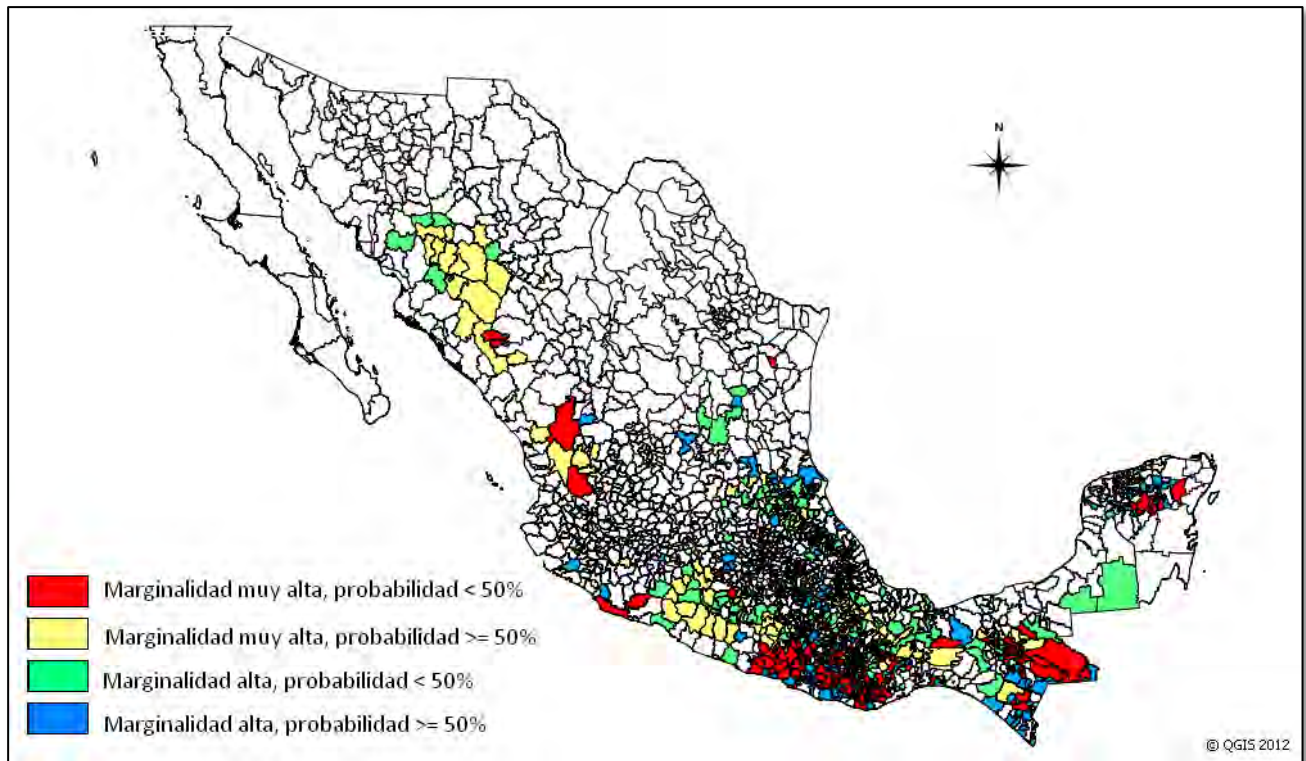 N
Marginalidad muy alta, probabilidad < 50%
Marginalidad muy alta, probabilidad >= 50%
Marginalidad alta, probabilidad < 50%
Marginalidad alta, probabilidad >= 50%
© QGIS 2012